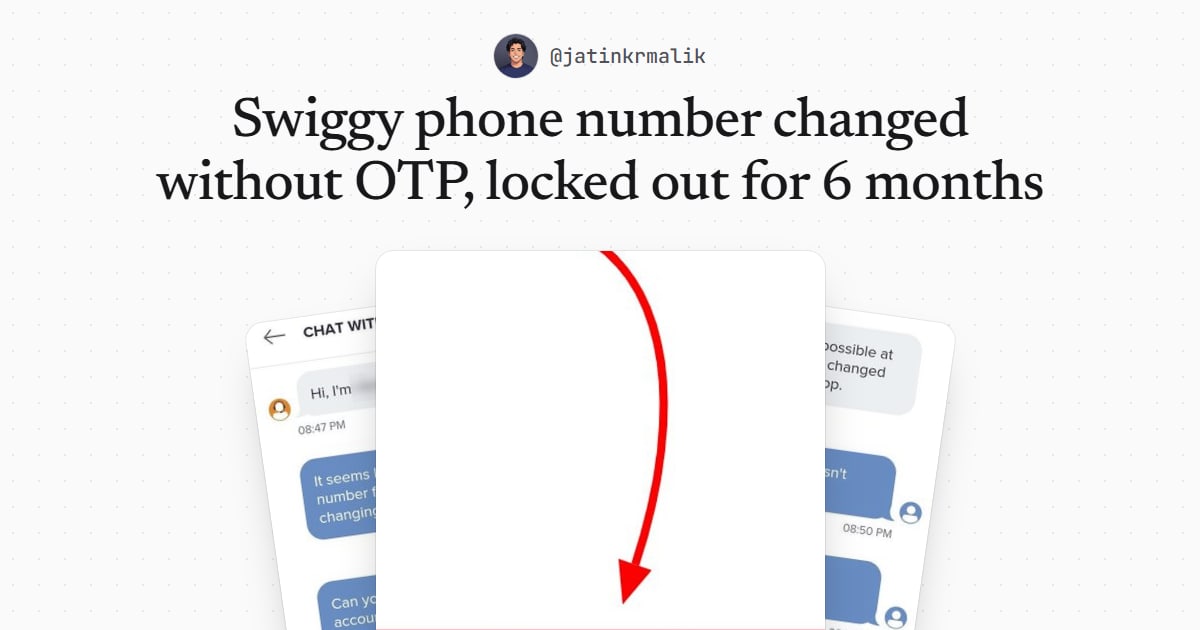 @jatinkrmalik
Swiggy phone number changed
without OTP, locked out for 6 months
CHAT WIT
Hi, I'm
08:47 PM
It seems
number
changing
Can yo
accou
possible at
changed
pp.
sn't
08:50 PM